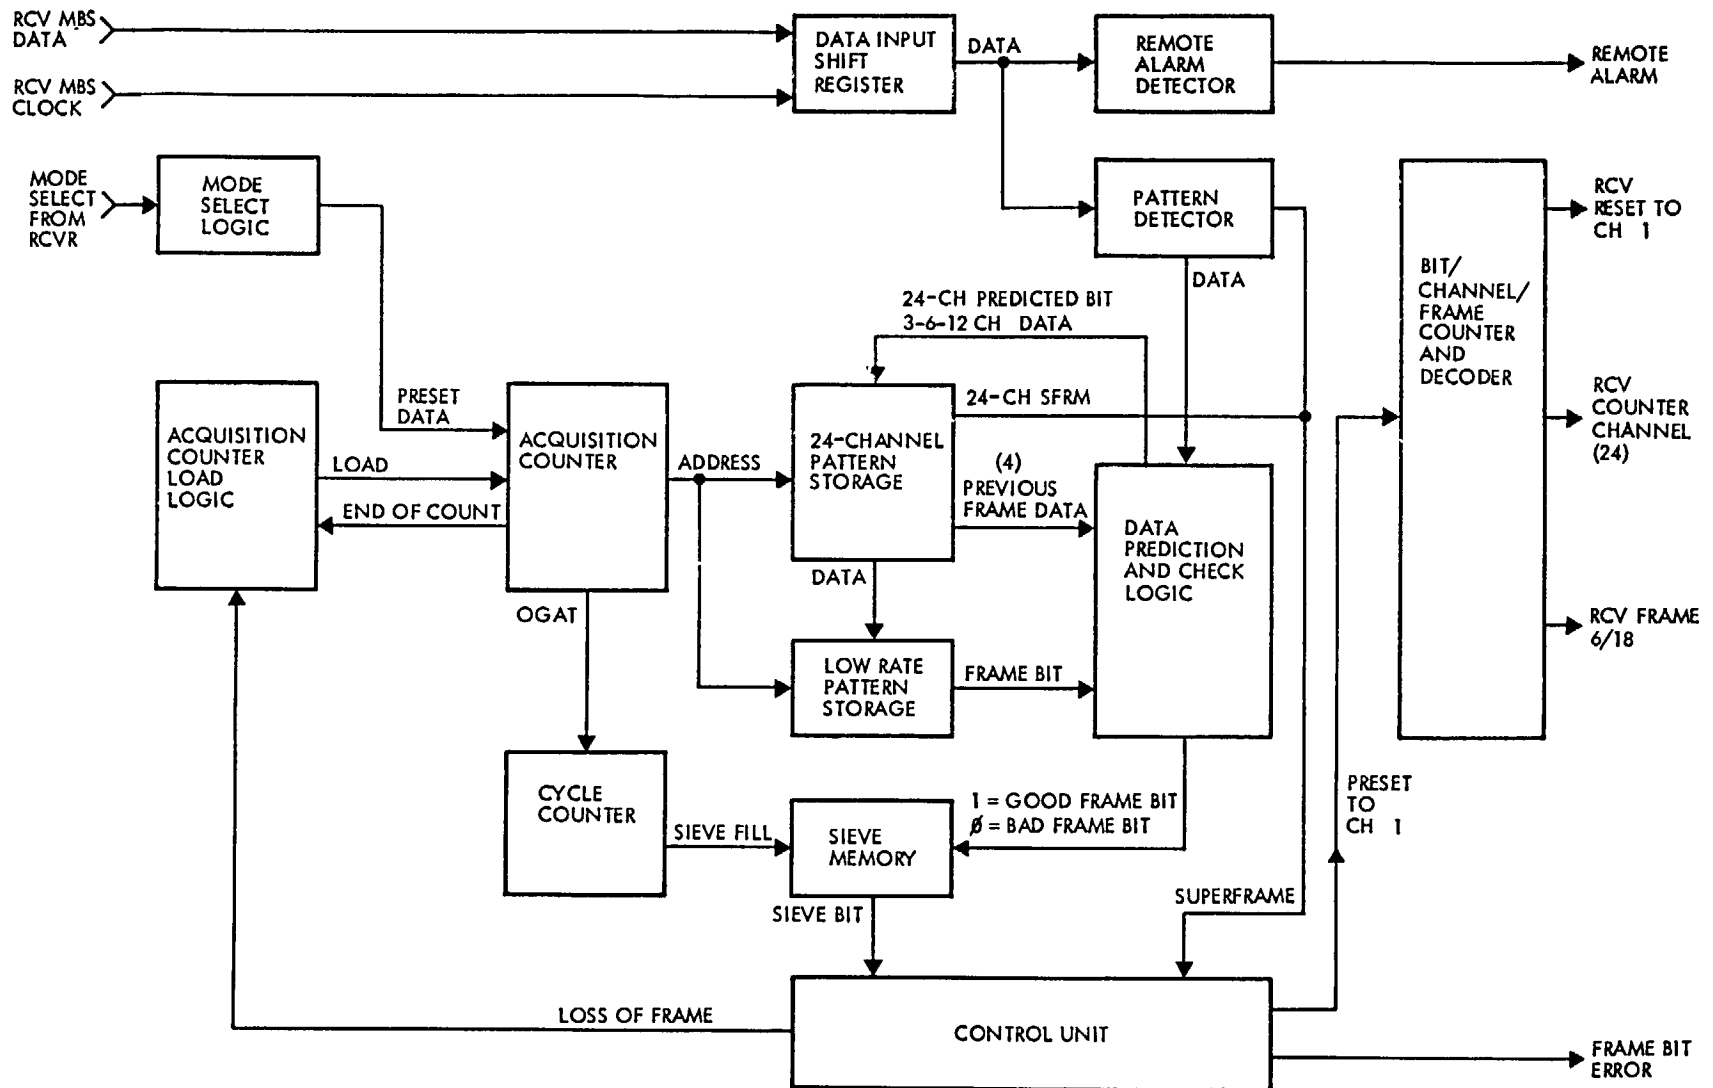 RCV MBS
DATA
RCV MBS
CLOCK
DATA INPUT
SHIFT
REGISTER
DATA
REMOTE
ALARM
DETECTOR
REMOTE
ALARM
MODE
SELECT
FROM
RCVR
MODE
SELECT
LOGIC
PATTERN
DETECTOR
DATA
BIT/
CHANNEL/
FRAME
COUNTER
AND
DECODER
RCV
RESET TO
CH 1
RCV
COUNTER
CHANNEL
(24)
RCV FRAME
6/18
24-CH PREDICTED BIT
3-6-12 CH DATA
PRESET
DATA
ACQUISITION
COUNTER
LOAD
LOGIC
LOAD
END OF COUNT
ACQUISITION
COUNTER
ADDRESS
24-CHANNEL
PATTERN
STORAGE
24-CH SFRM
(4)
PREVIOUS
FRAME DATA
DATA
PREDICTION
AND CHECK
LOGIC
DATA
OGAT
LOW RATE
PATTERN
STORAGE
FRAME BIT
CYCLE
COUNTER
SIEVE FILL
SIEVE
MEMORY
1 = GOOD FRAME BIT
Ø = BAD FRAME BIT
PRESET
TO
CH 1
SIEVE BIT
SUPERFRAME
LOSS OF FRAME
CONTROL UNIT
FRAME BIT
ERROR